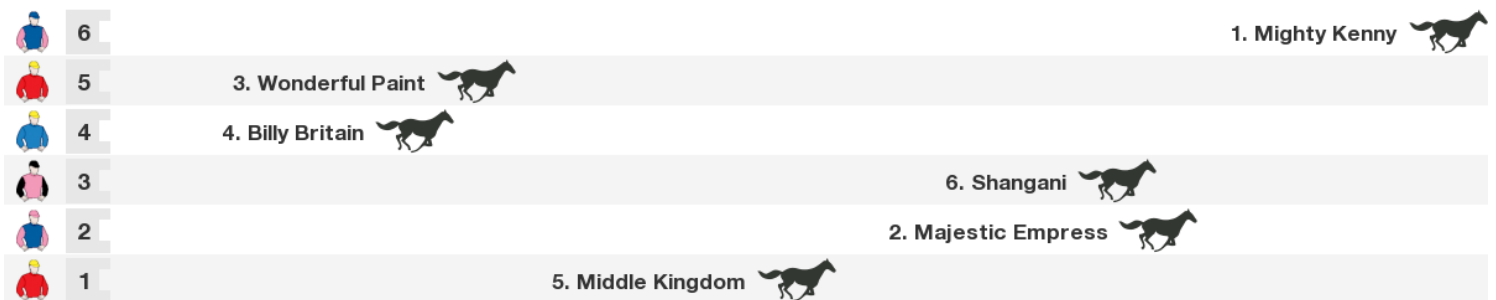 6 1. Mighty Kenny
5 3. Wonderful Paint
4 4. Billy Britain
3 6. Shangani
2 2. Majestic Empress
1 5. Middle Kingdom